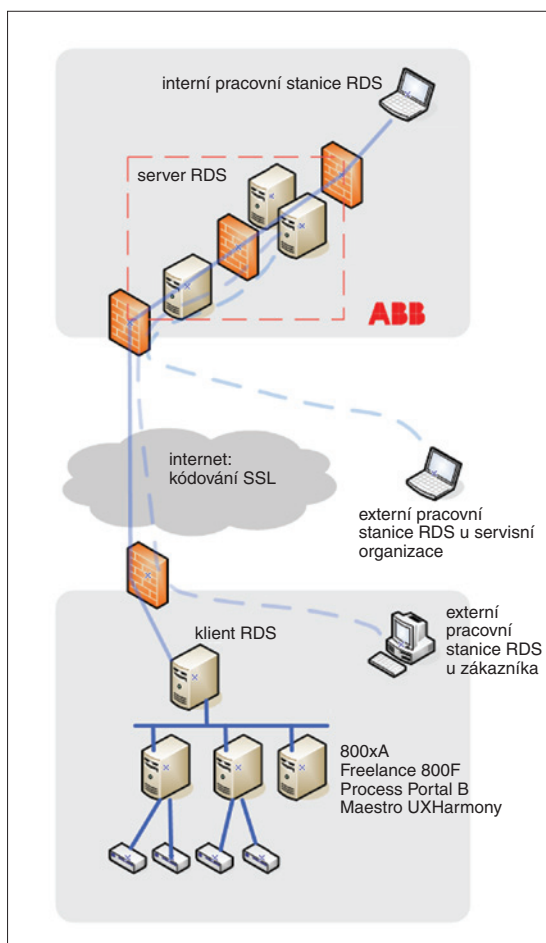 interní pracovní stanice RDS
server RDS
ABB
internet:
kódování SSL
externí pracovní
stanice RDS u servisní
organizace
externí
pracovní
stanice RDS
u zákazníka
klient RDS
800xA
Freelance 800F
Process Portal B
Maestro UXHarmony